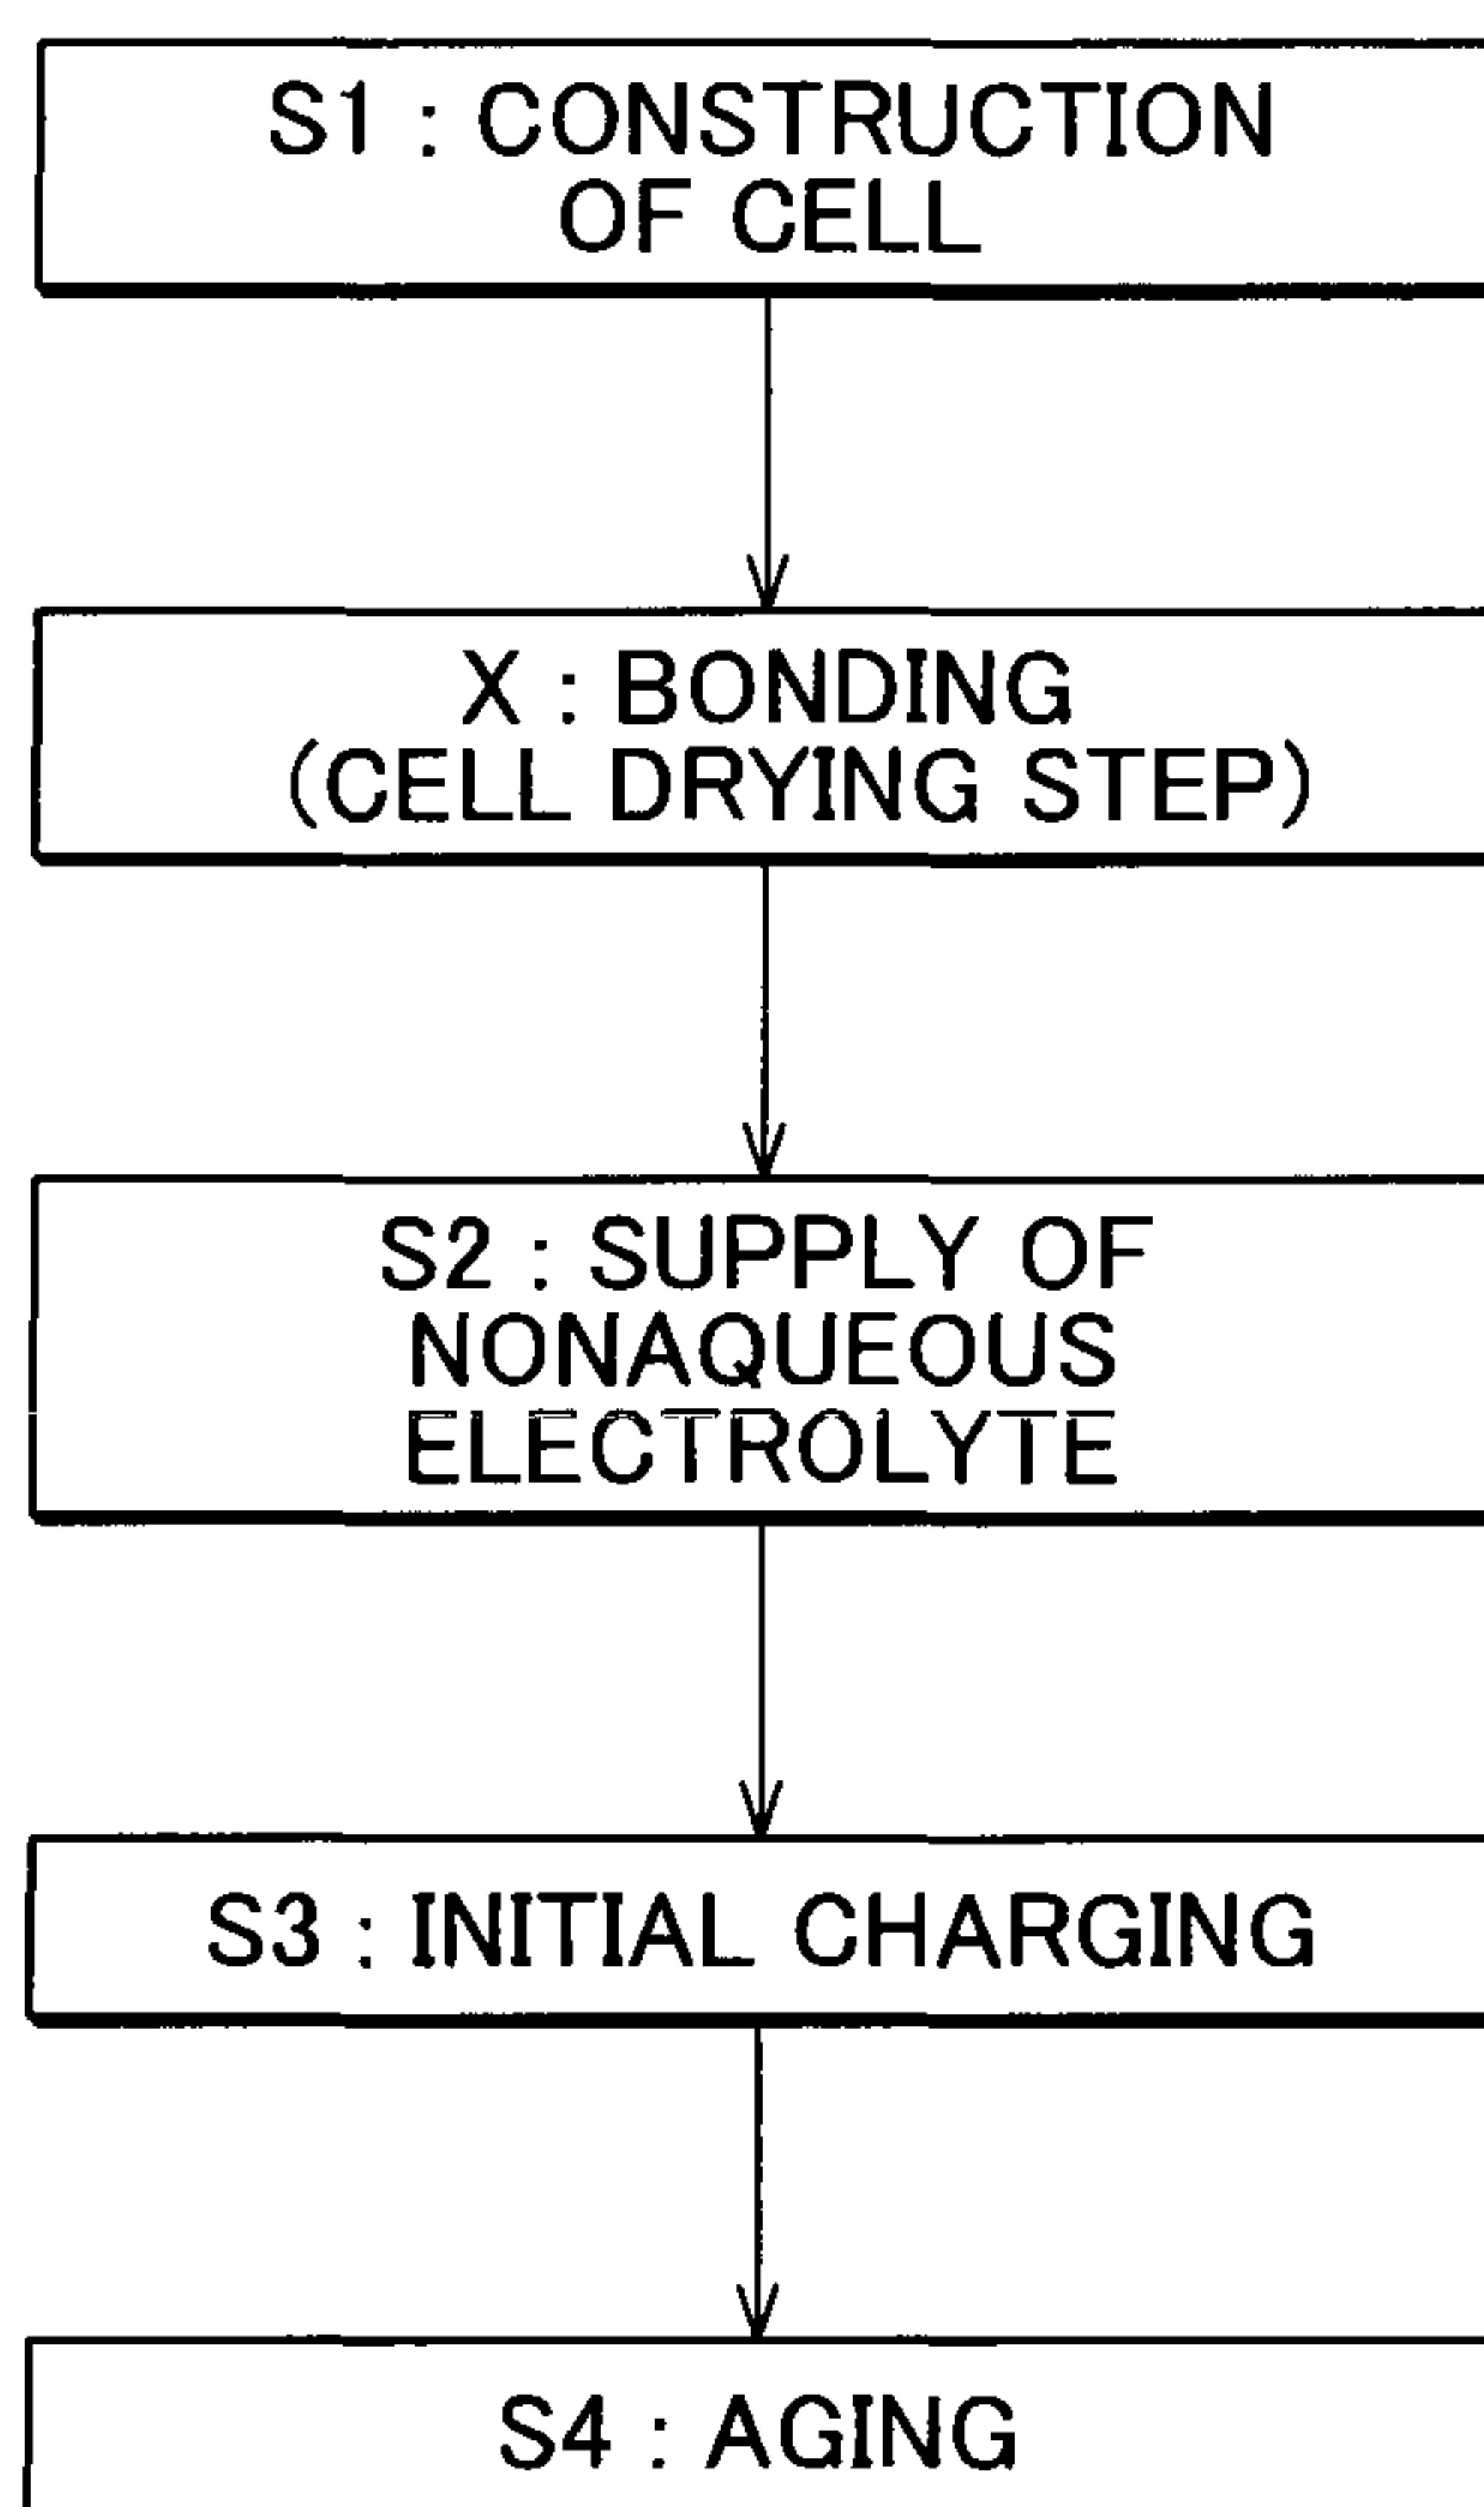 S1 : CONSTRUCTION
OF CELL
X : BONDING
(CELL DRYING STEP)
S2 : SUPPLY OF
NONAQUEOUS
ELECTROLYTE
S3 : INITIAL CHARGING
S4 : AGING